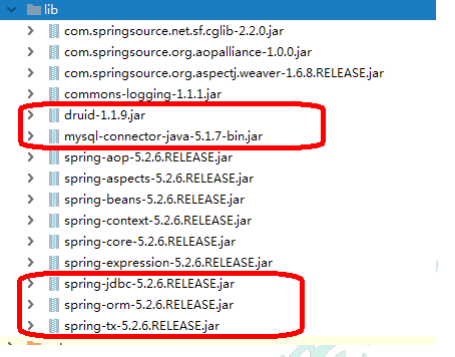 lib
com.springsource.net.sf.cglib-2.2.0.jar
com.springsource.org.aopalliance-1.0.0.jar
com.springsource.org.aspectj.weaver-1.6.8.RELEASE.jar
commons-logging-1.1.1.jar
druid-1.1.9.jar
mysql-connector-java-5.1.7-bin.jar
spring-aop-5.2.6.RELEASE.jar
spring-aspects-5.2.6.RELEASE.jar
spring-beans-5.2.6.RELEASE.jar
spring-context-5.2.6.RELEASE.jar
spring-core-5.2.6.RELEASE.jar
spring-expression-5.2.6.RELEASE.jar
spring-jdbc-5.2.6.RELEASE.jar
spring-orm-5.2.6.RELEASE.jar
spring-tx-5.2.6.RELEASE.jar